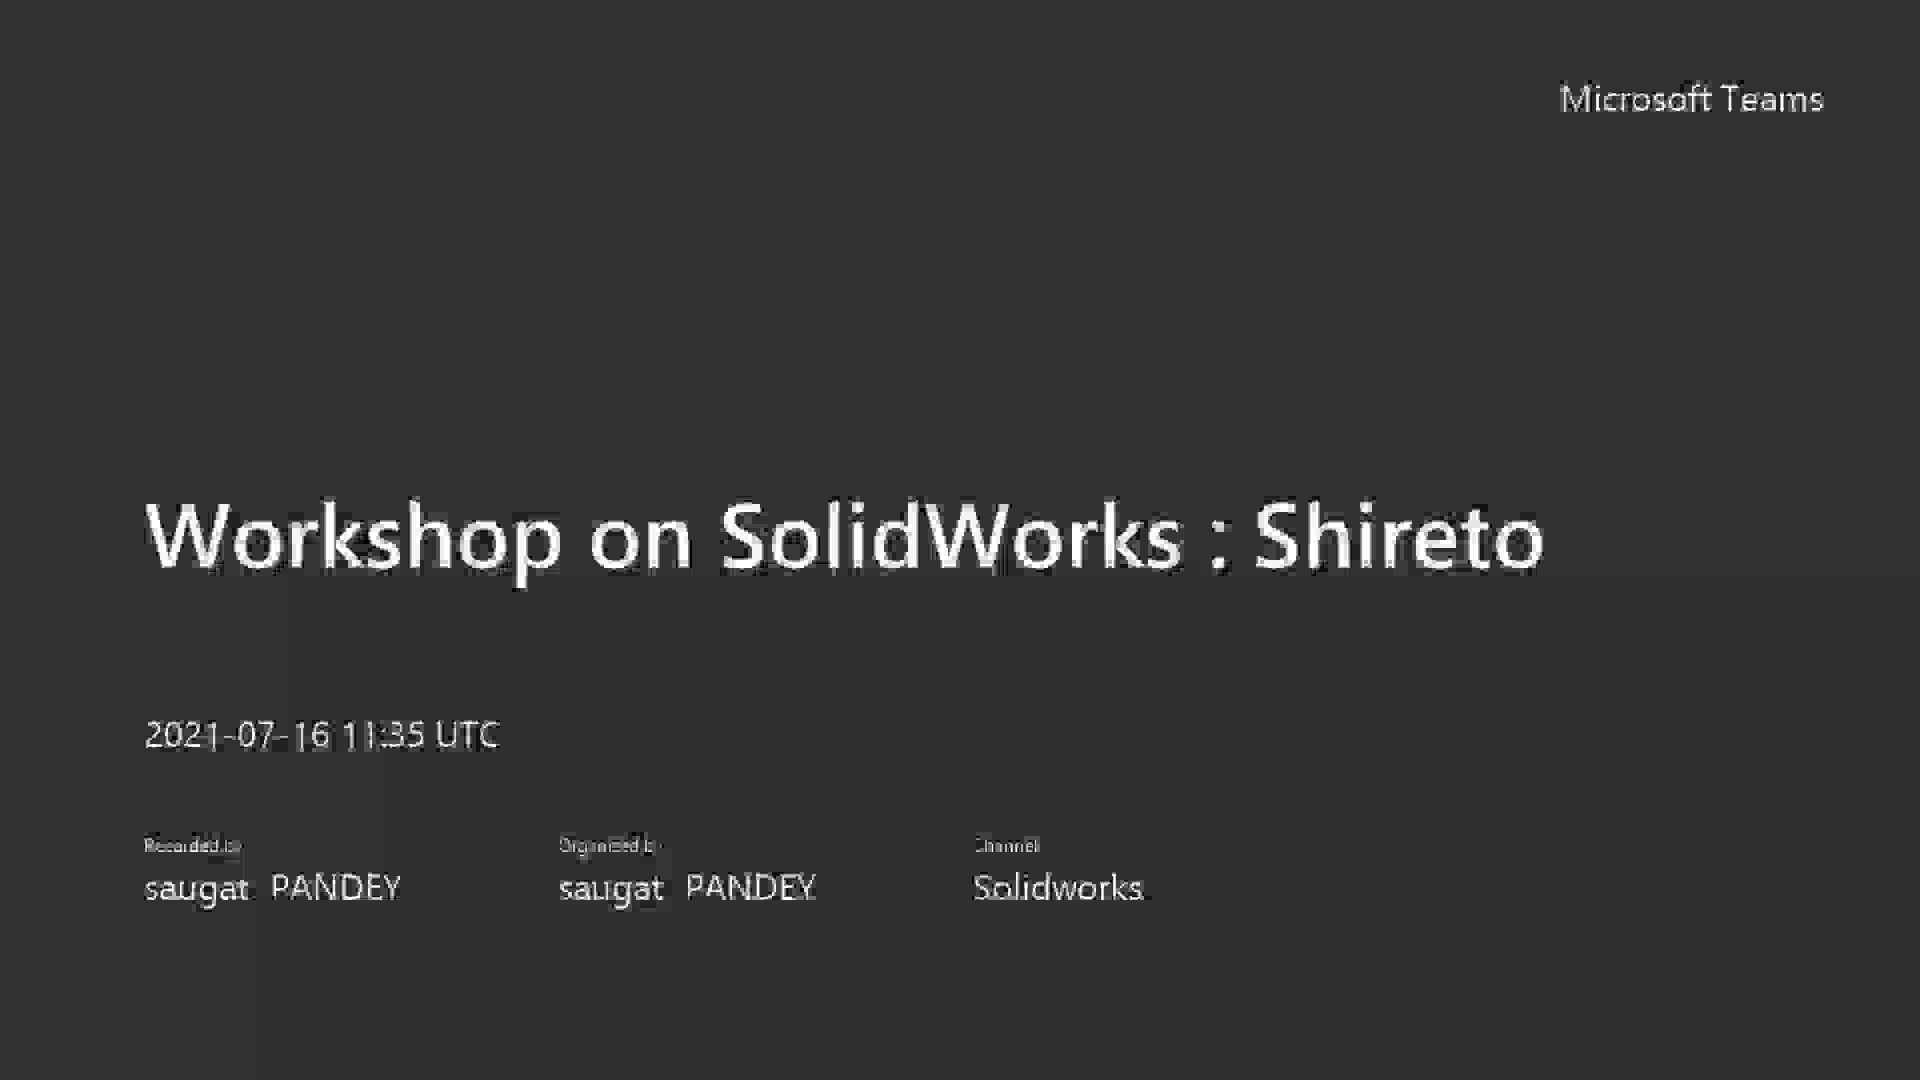 Microsoft Teams
Workshop on SolidWorks : Shireto
2021-07-16 11:35 UTC
Recorded by Organized by Channel
saugat PANDEY saugat PANDEY Solidworks